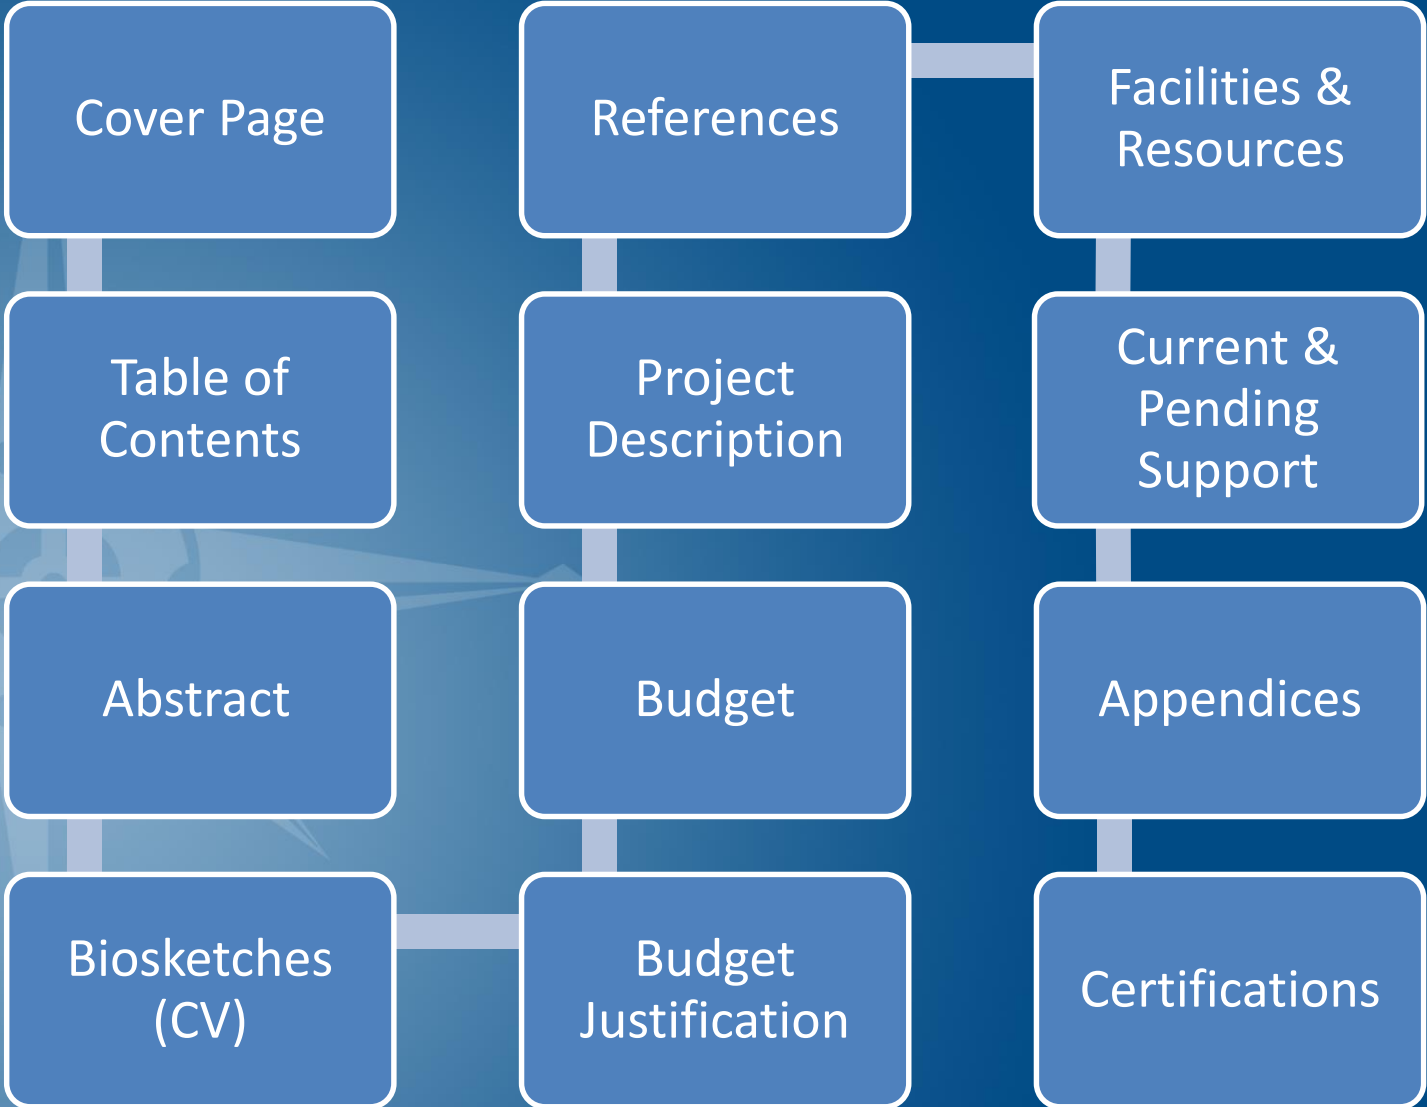 Cover Page
Table of
Contents
Abstract
Biosketches
(CV)
Budget
Justification
Budget
Project
Description
References
Facilities &
Resources
Current &
Pending
Support
Appendices
Certifications